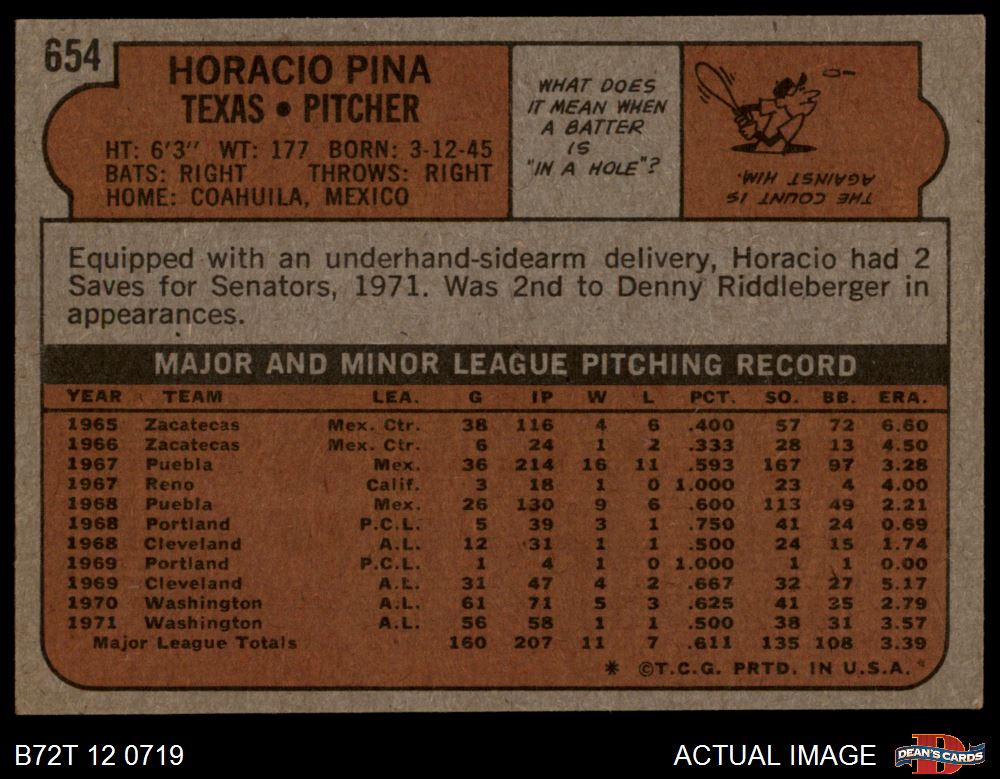 654
HORACIO PINA
TEXAS • PITCHER
HT: 6'3" WT: 177 BORN: 3-12-45
BATS: RIGHT THROWS: RIGHT
HOME: COAHUILA, MEXICO
WHAT DOES
IT MEAN WHEN
A BATTER
IS
"IN A HOLE"?
THE COUNT IS
AGAINST HIM.
Equipped with an underhand-sidearm delivery, Horacio had 2
Saves for Senators, 1971. Was 2nd to Denny Riddleberger in
appearances.
MAJOR AND MINOR LEAGUE PITCHING RECORD
YEAR TEAM LEA. G IP W L PCT. SO. BB. ERA.
1965 Zacatecas Mex. Ctr. 38 116 4 6 .400 57 72 6.60
1966 Zacatecas Mex. Ctr. 6 24 1 2 .333 28 13 4.50
1967 Puebla Mex. 36 214 16 11 .593 167 97 3.28
1967 Reno Calif. 3 18 1 0 1.000 23 4 4.00
1968 Puebla Mex. 26 130 9 6 .600 113 49 2.21
1968 Portland P.C.L. 5 39 3 1 .750 41 24 0.69
1968 Cleveland A.L. 12 31 1 1 .500 24 15 1.74
1969 Portland P.C.L. 1 4 1 0 1.000 1 1 0.00
1969 Cleveland A.L. 31 47 4 2 .667 32 27 5.17
1970 Washington A.L. 61 71 5 3 .625 41 35 2.79
1971 Washington A.L. 56 58 1 1 .500 38 31 3.57
Major League Totals 160 207 11 7 .611 135 108 3.39
* ©T.C.G. PRTD. IN U.S.A.
B72T 12 0719
ACTUAL IMAGE
D
DEAN'S CARDS